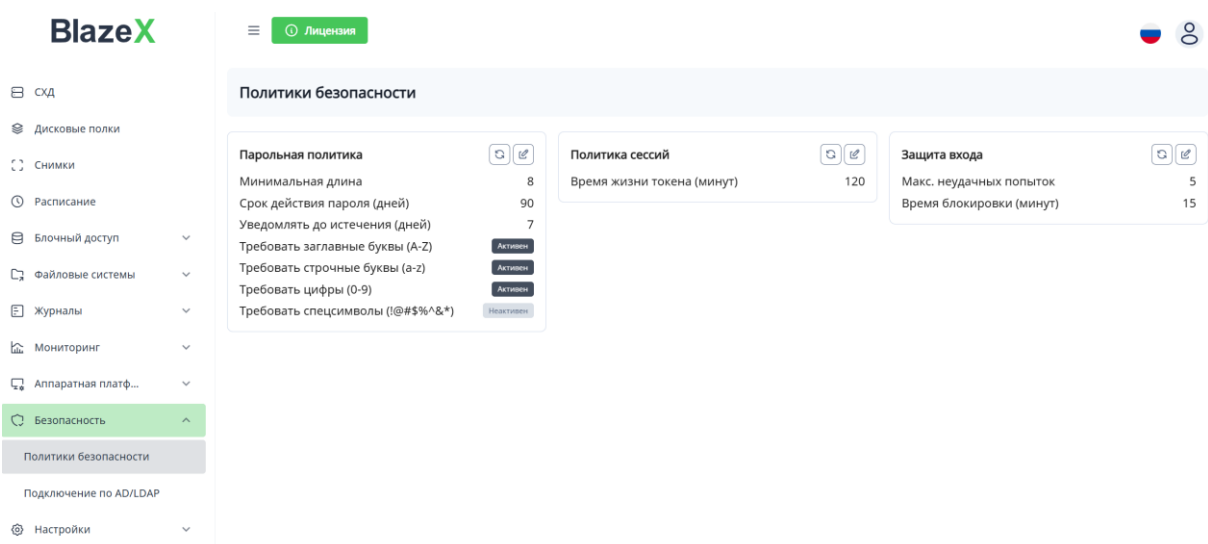 BlazeX
Лицензия
СХД
Дисковые полки
Снимки
Расписание
Блочный доступ
Файловые системы
Журналы
Мониторинг
Аппаратная платф...
Безопасность
Политики безопасности
Подключение по AD/LDAP
Настройки
Политики безопасности
Парольная политика
Минимальная длина 8
Срок действия пароля (дней) 90
Уведомлять до истечения (дней) 7
Требовать заглавные буквы (A-Z) Активен
Требовать строчные буквы (a-z) Активен
Требовать цифры (0-9) Активен
Требовать спецсимволы (!@#$%^&*) Неактивен
Политика сессий
Время жизни токена (минут) 120
Защита входа
Макс. неудачных попыток 5
Время блокировки (минут) 15